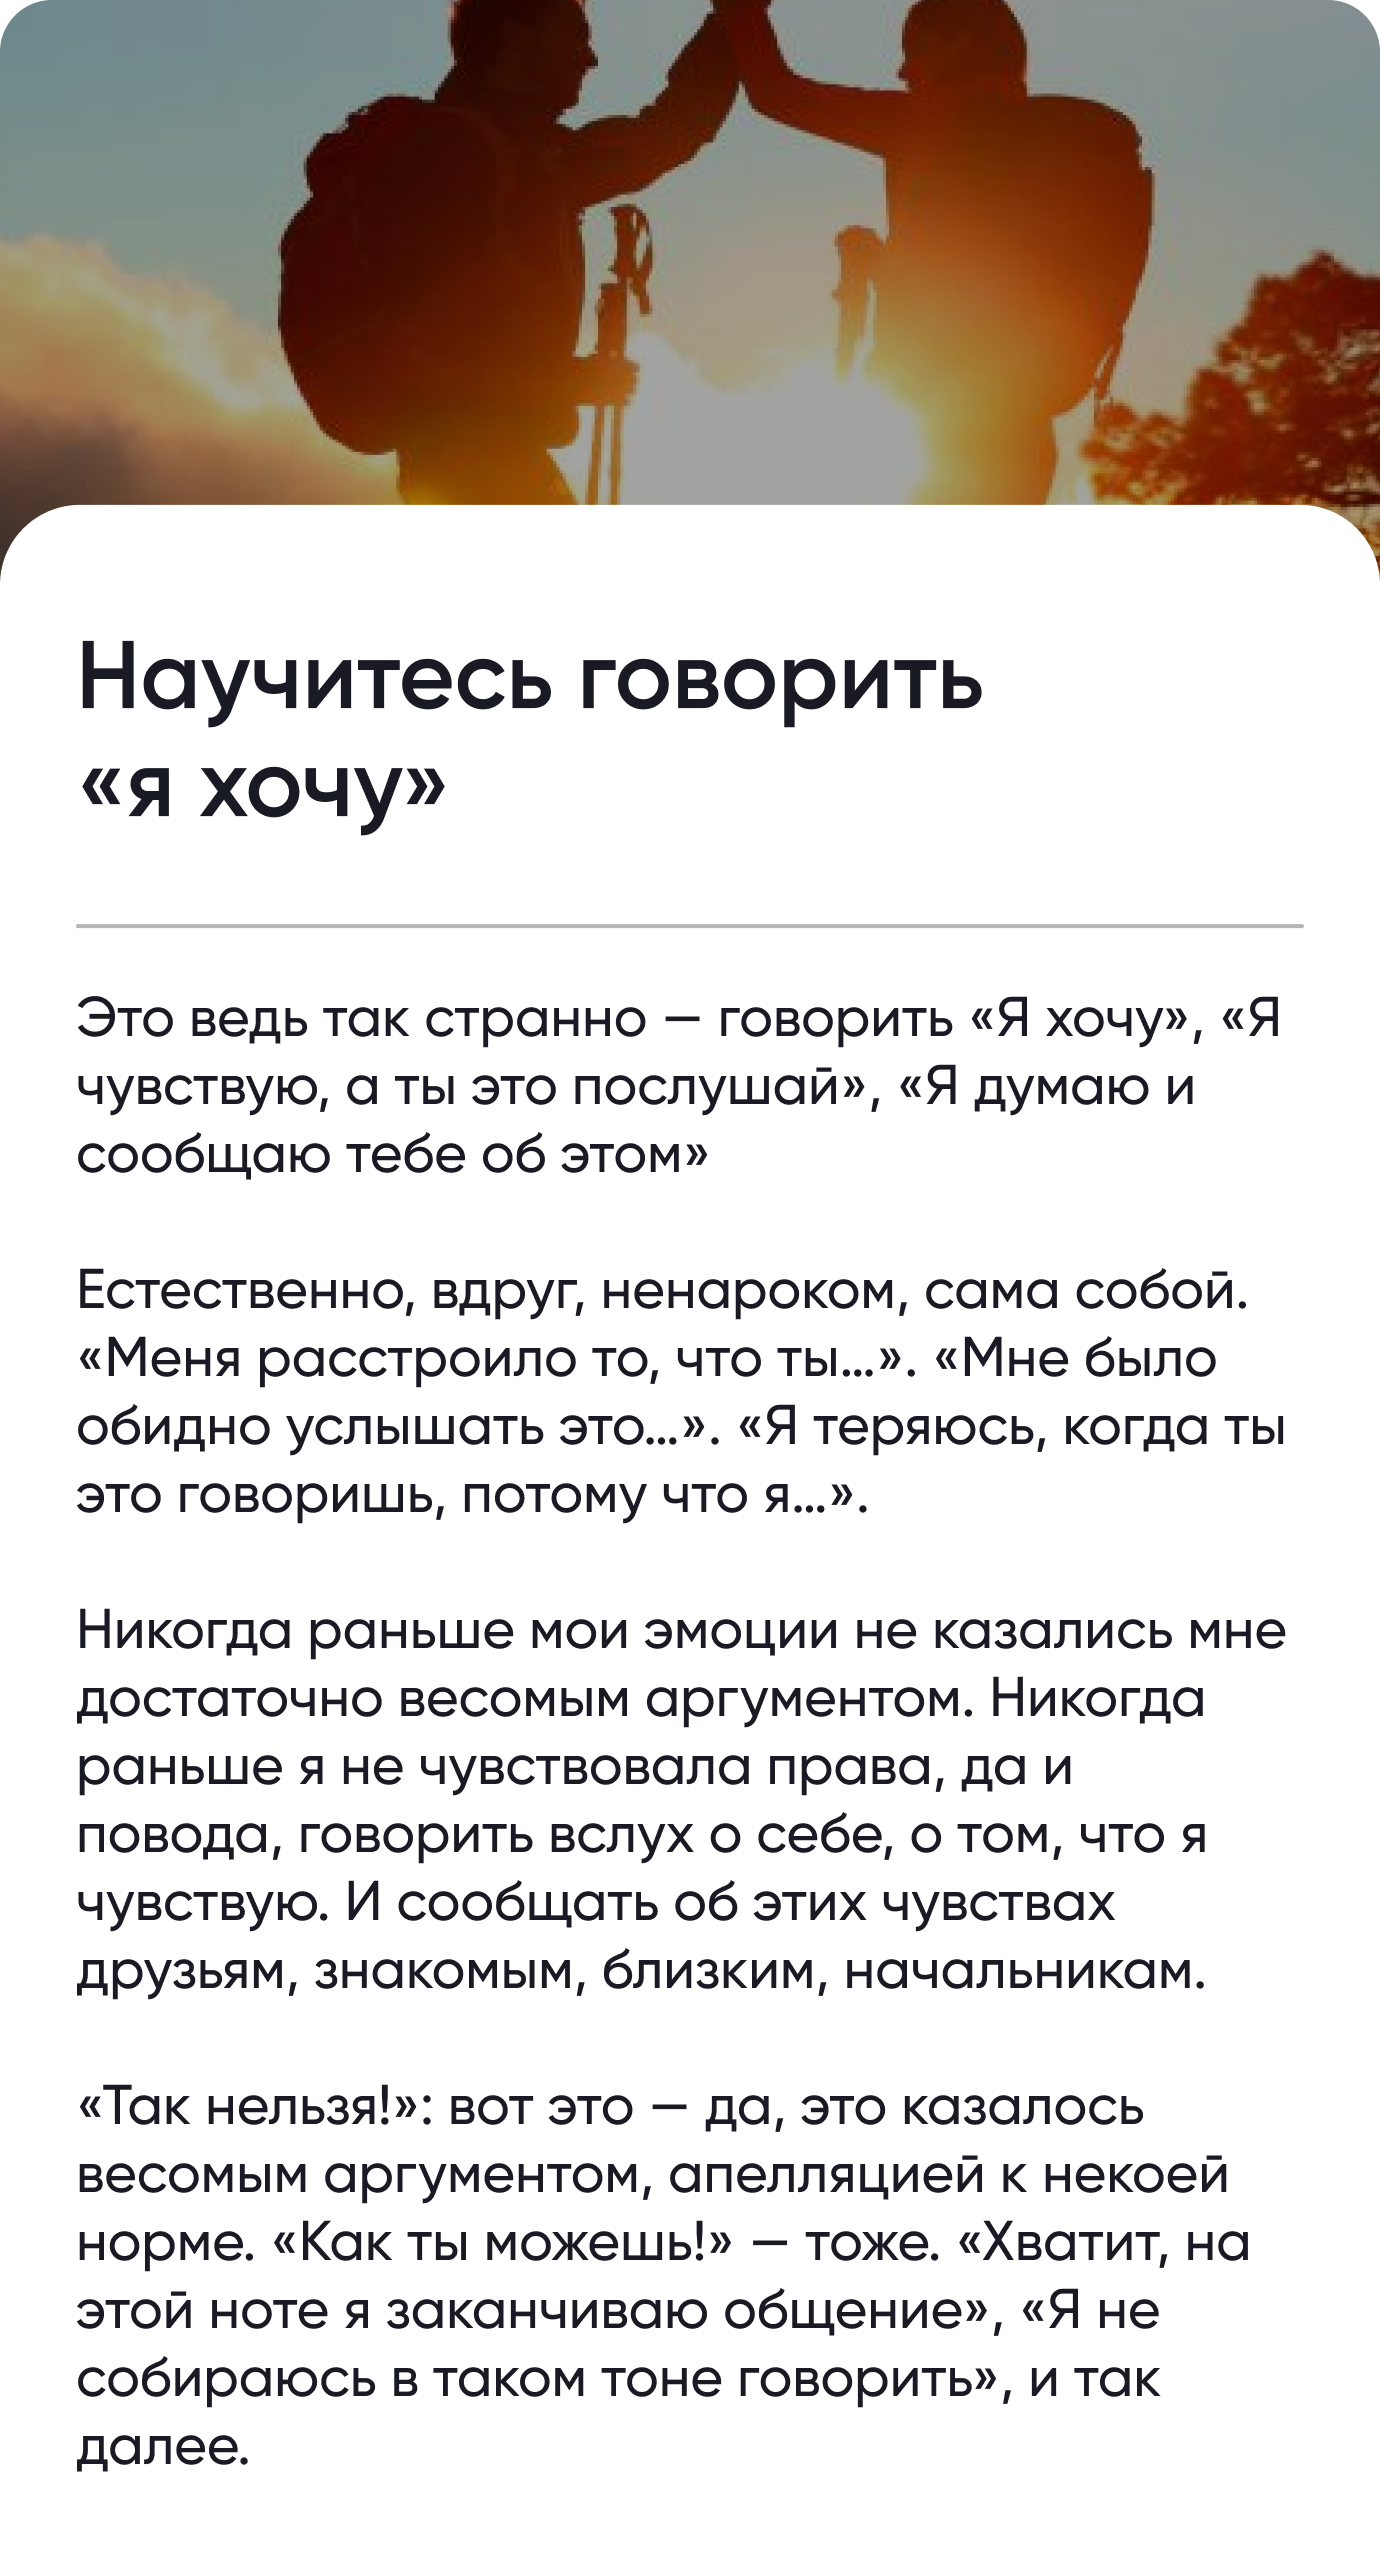 Научитесь говорить
«я хочу»
Это ведь так странно — говорить «Я хочу», «Я
чувствую, а ты это послушай», «Я думаю и
сообщаю тебе об этом»
Естественно, вдруг, ненароком, сама собой.
«Меня расстроило то, что ты...». «Мне было
обидно услышать это...». «Я теряюсь, когда ты
это говоришь, потому что я...».
Никогда раньше мои эмоции не казались мне
достаточно весомым аргументом. Никогда
раньше я не чувствовала права, да и
повода, говорить вслух о себе, о том, что я
чувствую. И сообщать об этих чувствах
друзьям, знакомым, близким, начальникам.
«Так нельзя!»: вот это — да, это казалось
весомым аргументом, апелляцией к некоей
норме. «Как ты можешь!» — тоже. «Хватит, на
этой ноте я заканчиваю общение», «Я не
собираюсь в таком тоне говорить», и так
далее.